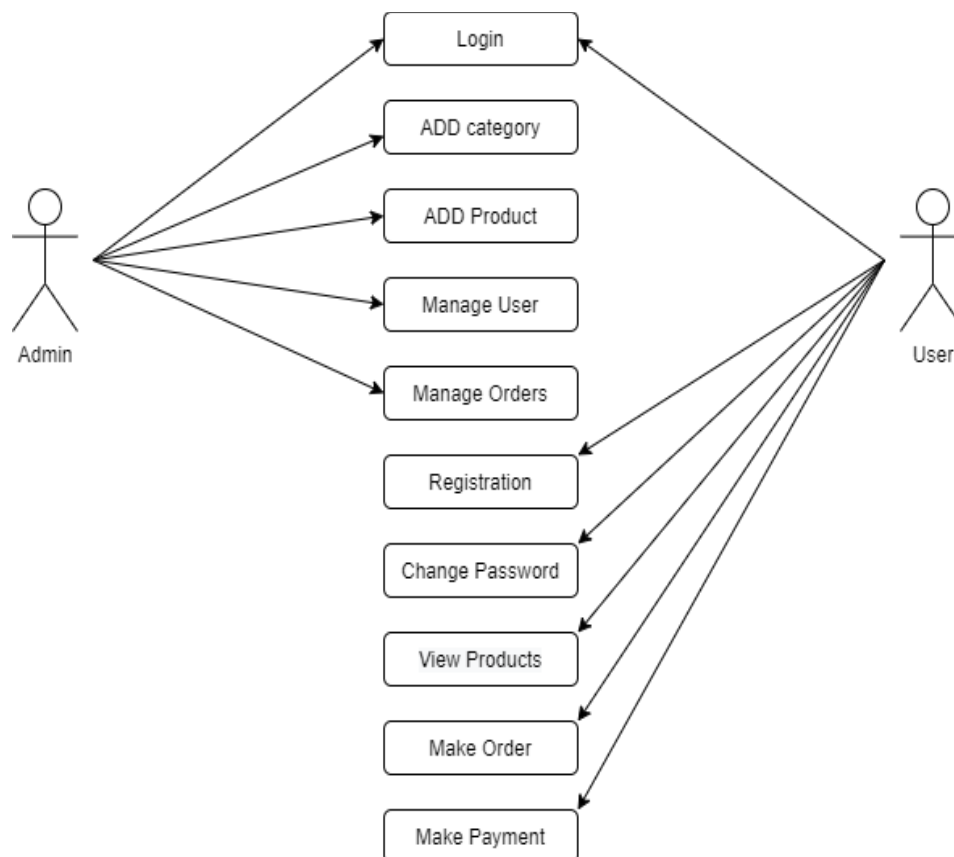 Login
ADD category
ADD Product
Manage User
Admin
User
Manage Orders
Registration
Change Password
View Products
Make Order
Make Payment